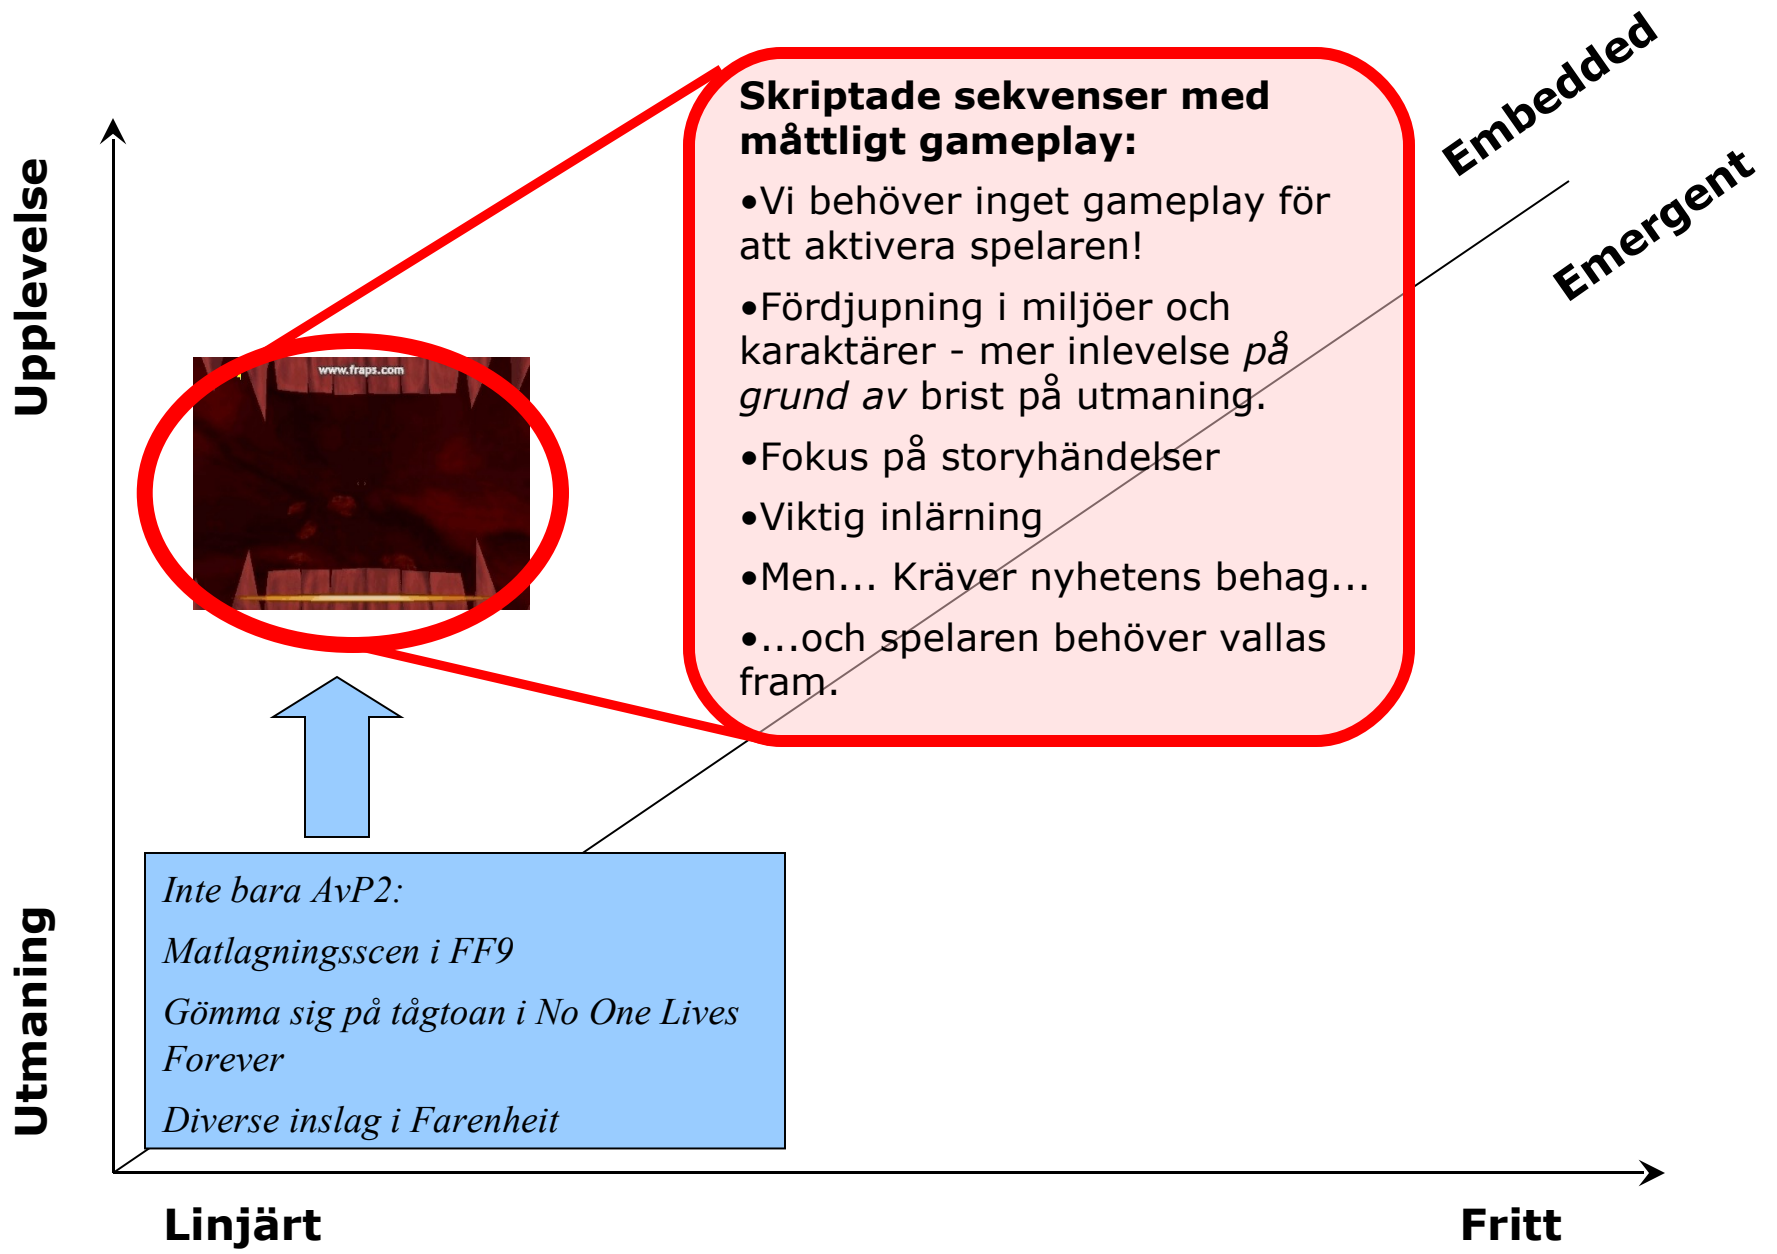 Embedded
Emergent
Upplevelse
Utmaning
www.fraps.com
Skriptade sekvenser med
måttligt gameplay:
•Vi behöver inget gameplay för
att aktivera spelaren!
•Fördjupning i miljöer och
karaktärer - mer inlevelse på
grund av brist på utmaning.
•Fokus på storyhändelser
•Viktig inlärning
•Men... Kräver nyhetens behag...
•...och spelaren behöver vallas
fram.
Inte bara AvP2:
Matlagningsscen i FF9
Gömma sig på tågtoan i No One Lives
Forever
Diverse inslag i Farenheit
Linjärt
Fritt